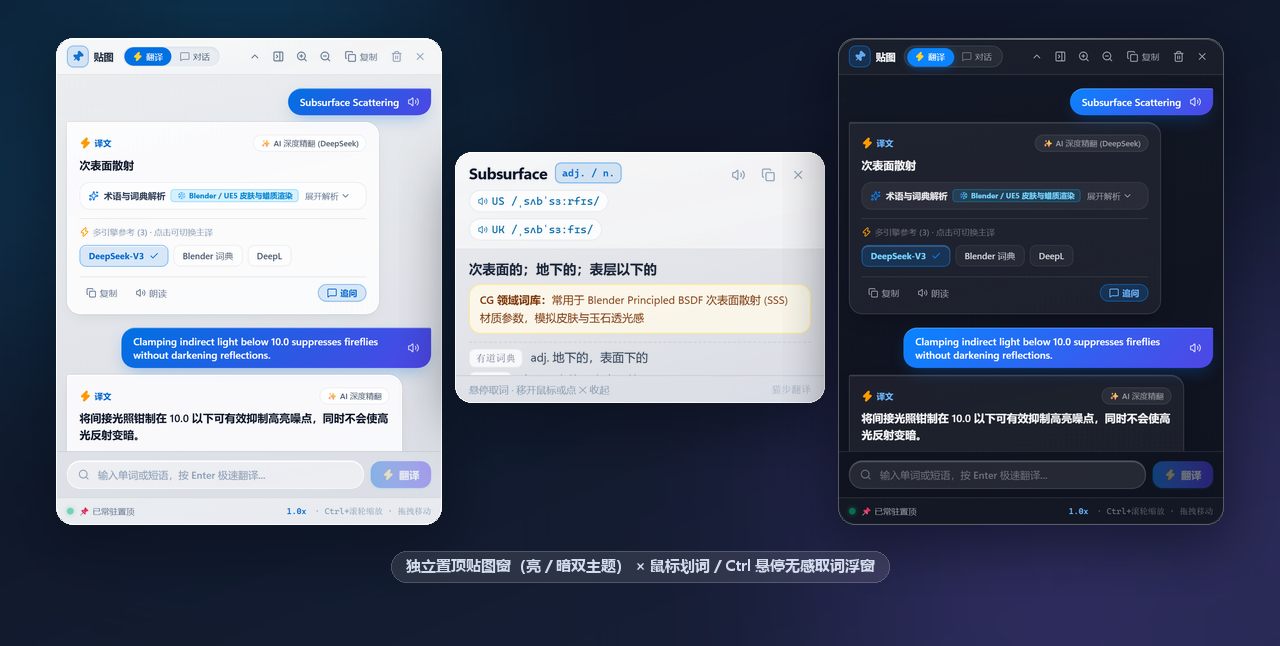 贴图
翻译
对话
复制
Subsurface Scattering
译文
AI 深度精翻 (DeepSeek)
次表面散射
术语与词典解析
Blender / UE5 皮肤与蜡质渲染
展开解析
多引擎参考 (3) · 点击可切换主译
DeepSeek-V3
Blender 词典
DeepL
复制
朗读
追问
Clamping indirect light below 10.0 suppresses fireflies
without darkening reflections.
译文
AI 深度精翻
将间接光照钳制在 10.0 以下可有效抑制高亮噪点，同时不会使高
光反射变暗。
输入单词或短语，按 Enter 极速翻译...
翻译
已常驻置顶
1.0x · Ctrl+滚轮缩放 · 拖拽移动
Subsurface
adj. / n.
US /ˌsʌbˈsɜːrfɪs/
UK /ˌsʌbˈsɜːfɪs/
次表面的；地下的；表层以下的
CG 领域词库：常用于 Blender Principled BSDF 次表面散射 (SSS)
材质参数，模拟皮肤与玉石透光感
有道词典
adj. 地下的，表面下的
悬停取词 · 移开鼠标或点 × 收起
猫步翻译
贴图
翻译
对话
复制
Subsurface Scattering
译文
AI 深度精翻 (DeepSeek)
次表面散射
术语与词典解析
Blender / UE5 皮肤与蜡质渲染
展开解析
多引擎参考 (3) · 点击可切换主译
DeepSeek-V3
Blender 词典
DeepL
复制
朗读
追问
Clamping indirect light below 10.0 suppresses fireflies
without darkening reflections.
译文
AI 深度精翻
将间接光照钳制在 10.0 以下可有效抑制高亮噪点，同时不会使高
光反射变暗。
输入单词或短语，按 Enter 极速翻译...
翻译
已常驻置顶
1.0x · Ctrl+滚轮缩放 · 拖拽移动
独立置顶贴图窗（亮 / 暗双主题） × 鼠标划词 / Ctrl 悬停无感取词浮窗